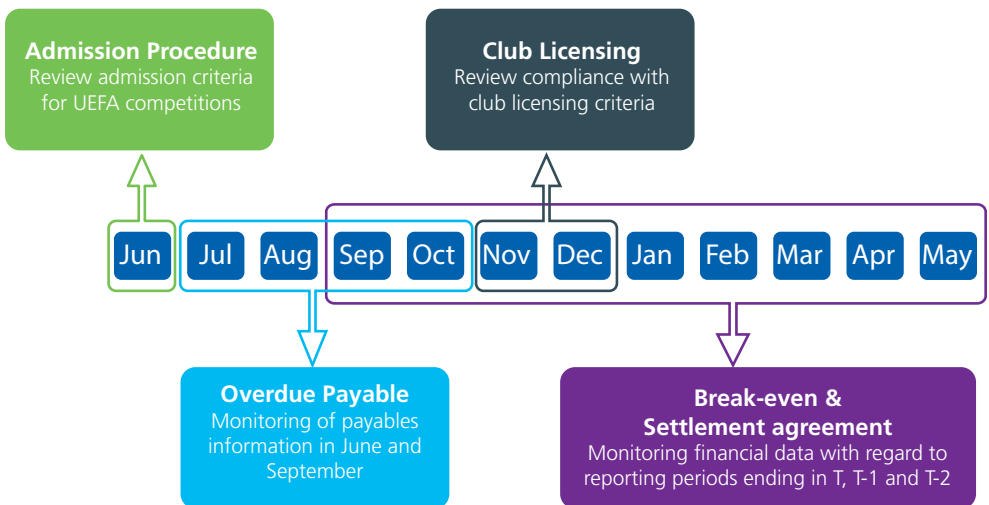 Admission Procedure
Review admission criteria
for UEFA competitions
Club Licensing
Review compliance with
club licensing criteria
Jun Jul Aug Sep Oct Nov Dec Jan Feb Mar Apr May
Overdue Payable
Monitoring of payables
information in June and
September
Break-even &
Settlement agreement
Monitoring financial data with regard to
reporting periods ending in T, T-1 and T-2